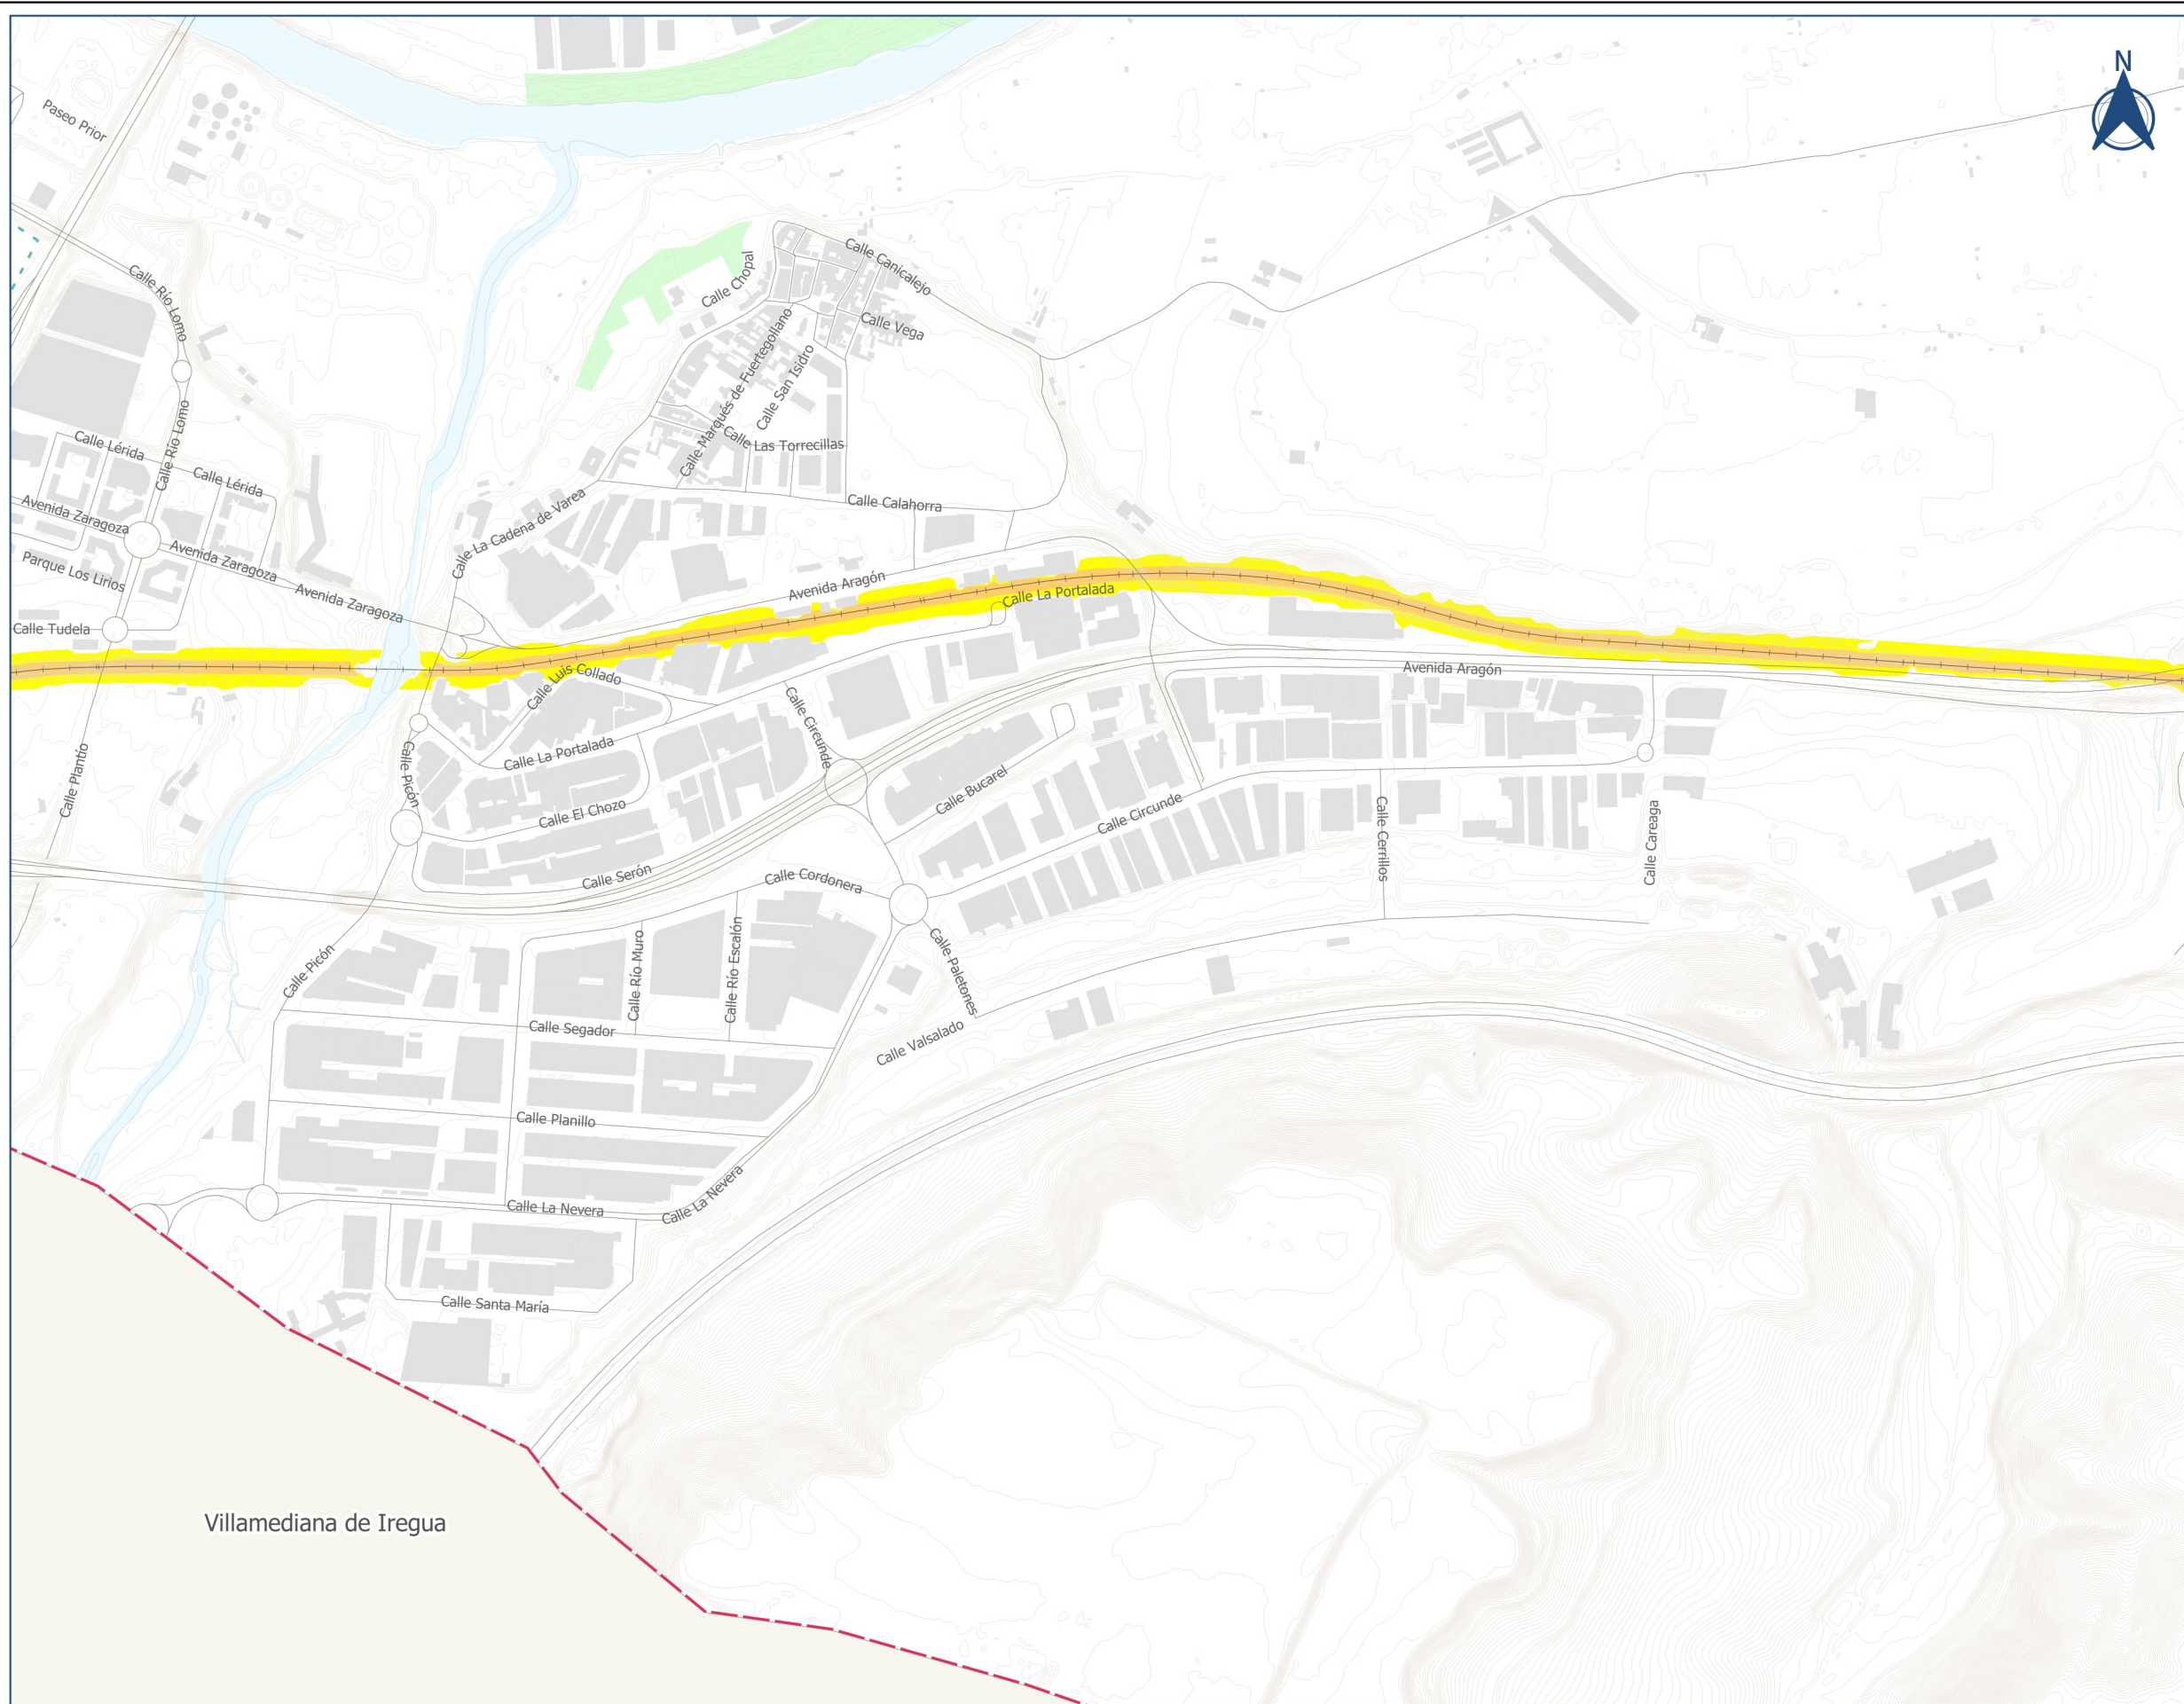 N
Paseo Prior
Calle Canicalejo
Calle Chopal
Calle Río Lomo
Calle Vega
Calle Marqués de Fuertegollano
Calle San Isidro
Calle Río Lomo
Calle Lérida
Calle Las Torrecillas
Calle Lérida
Avenida Zaragoza
Calle Calahorra
Calle La Cadena de Varea
Avenida Zaragoza
Parque Los Lirios
Avenida Aragón
Avenida Zaragoza
Calle La Portalada
Calle Tudela
Avenida Aragón
Calle Luis Collado
Calle Circunde
Calle La Portalada
Calle Picón
Calle Plantío
Calle Bucarel
Calle El Chozo
Calle Circunde
Calle Cerrillos
Calle Careaga
Calle Serón
Calle Cordonera
Calle Picón
Calle Río Muro
Calle Río Escalón
Calle Paletones
Calle Segador
Calle Valsalado
Calle Planillo
Calle La Nevera
Calle La Nevera
Calle Santa María
Villamediana de Iregua